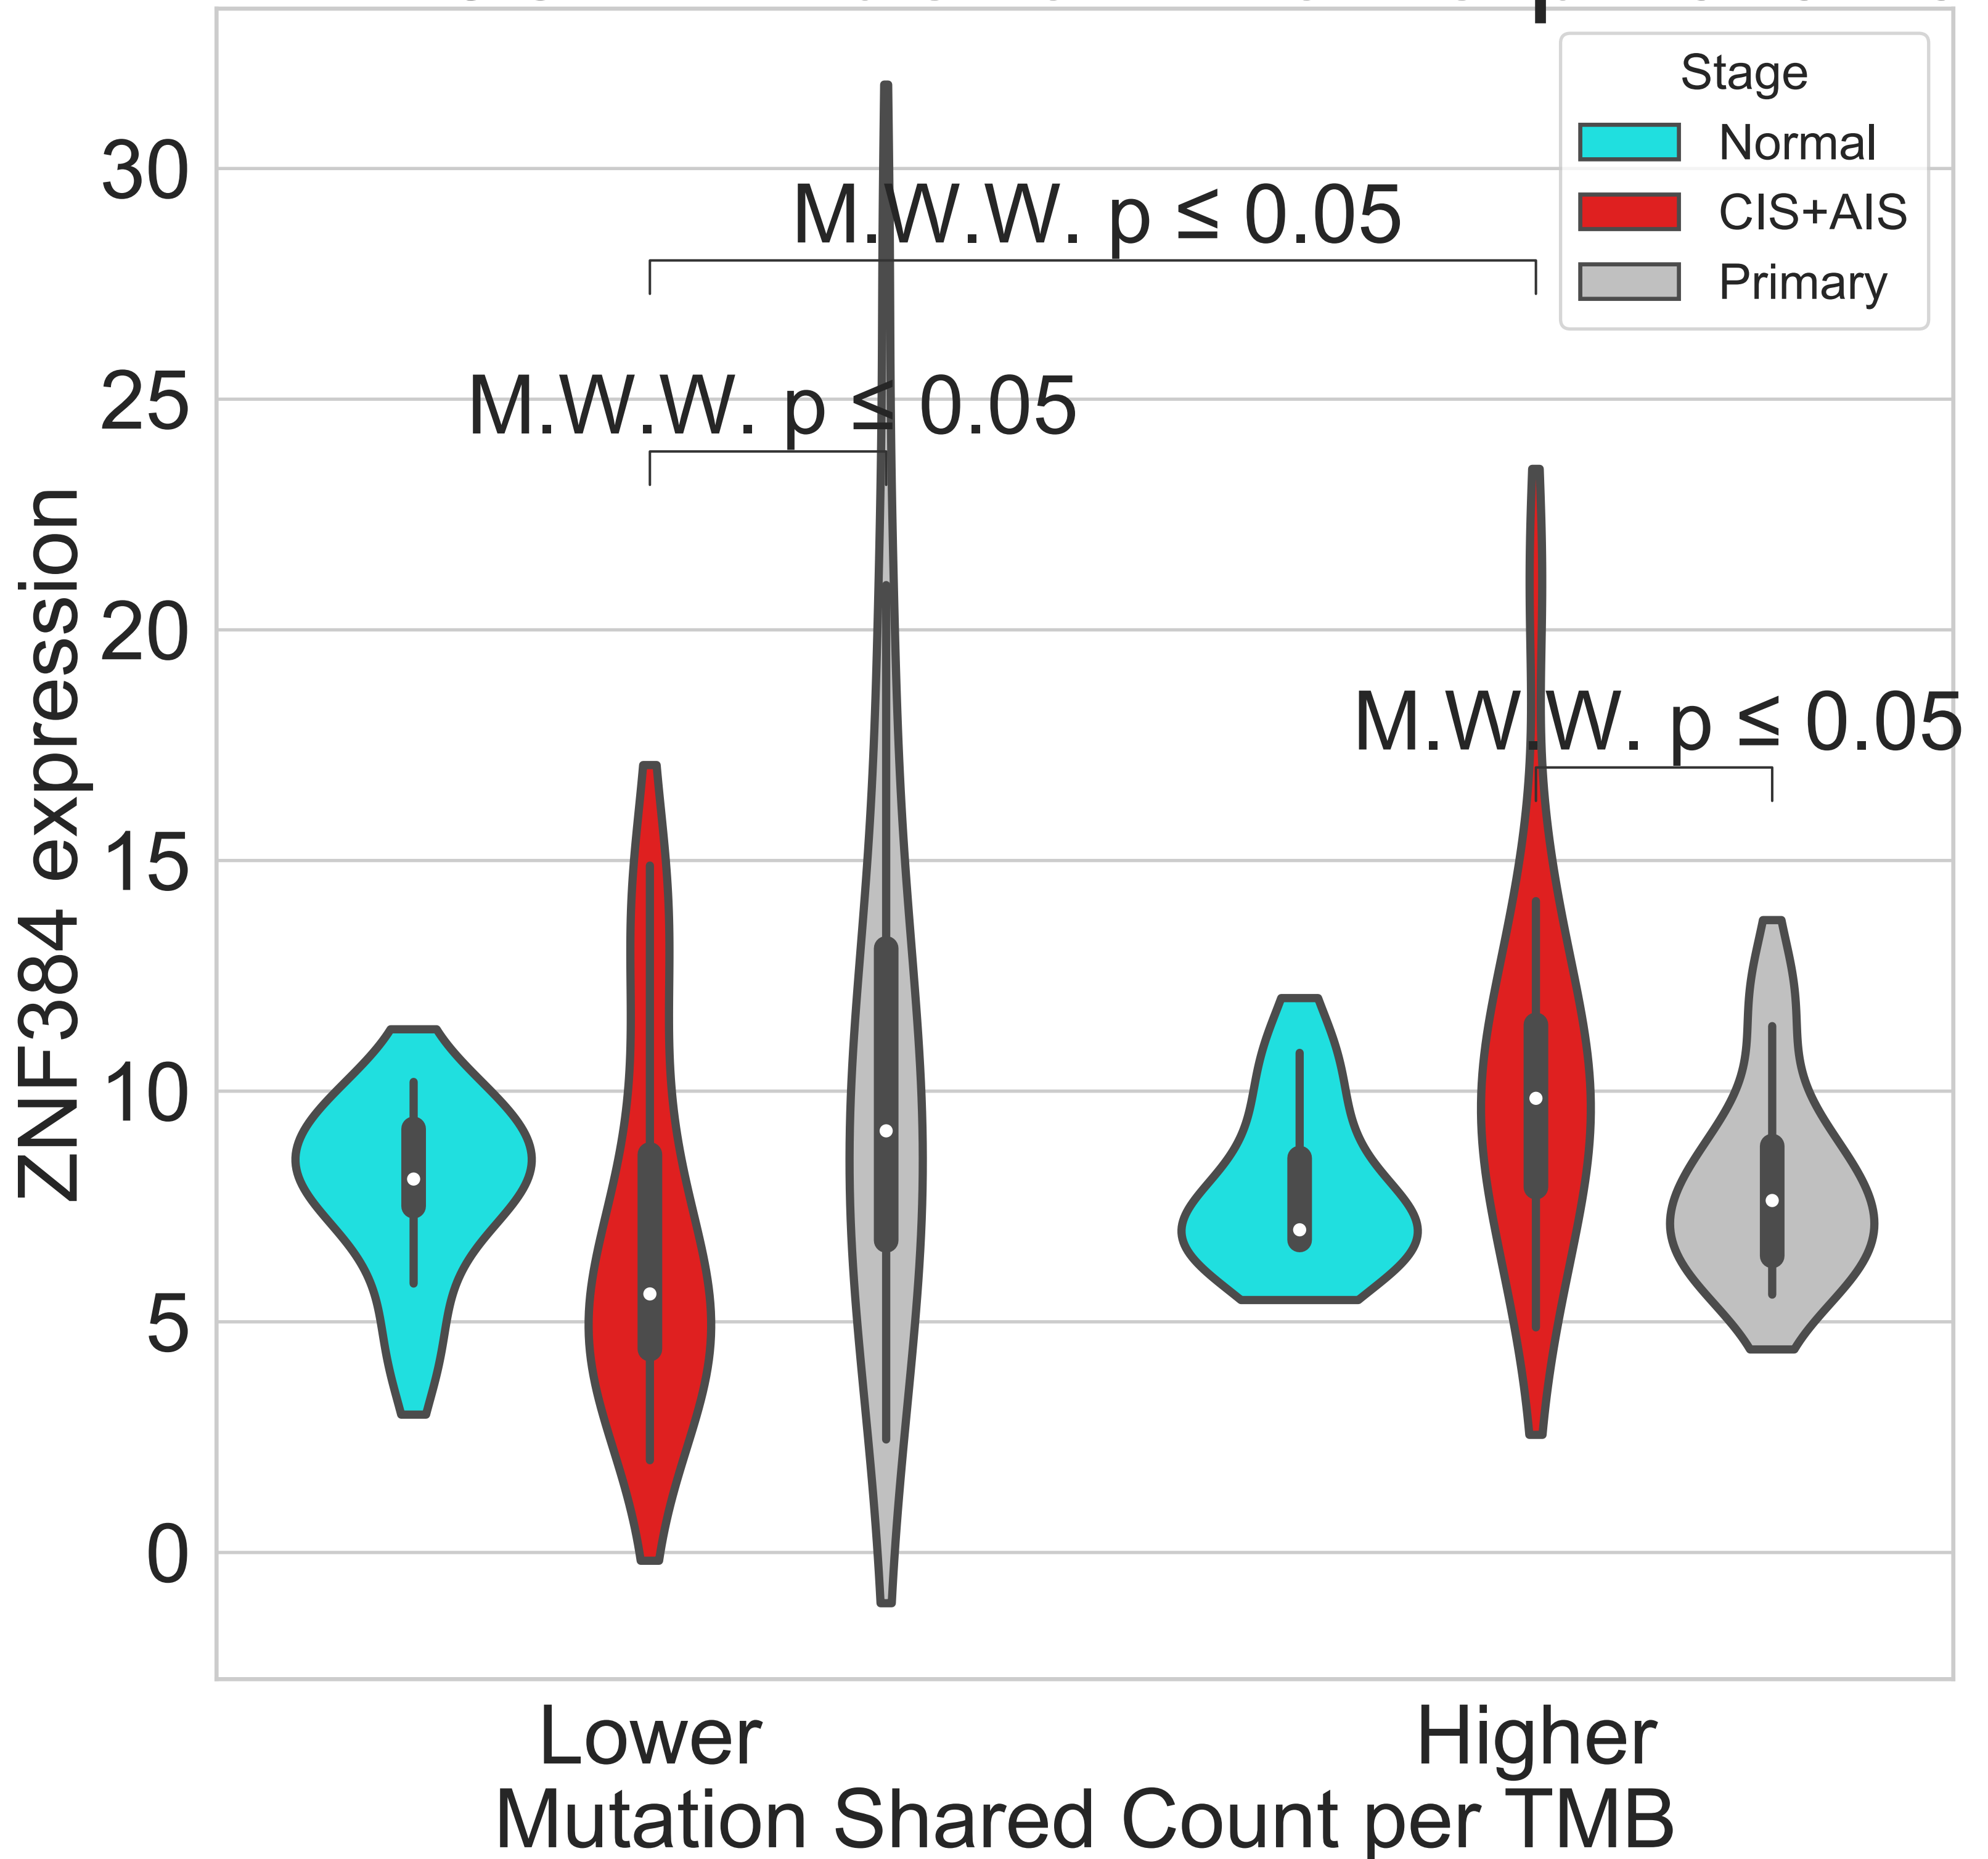 Stage
Normal
CIS+AIS
Primary
30
25
20
15
10
5
0
ZNF384 expression
M.W.W. p ≤ 0.05
M.W.W. p ≤ 0.05
M.W.W. p ≤ 0.05
Lower
Higher
Mutation Shared Count per TMB